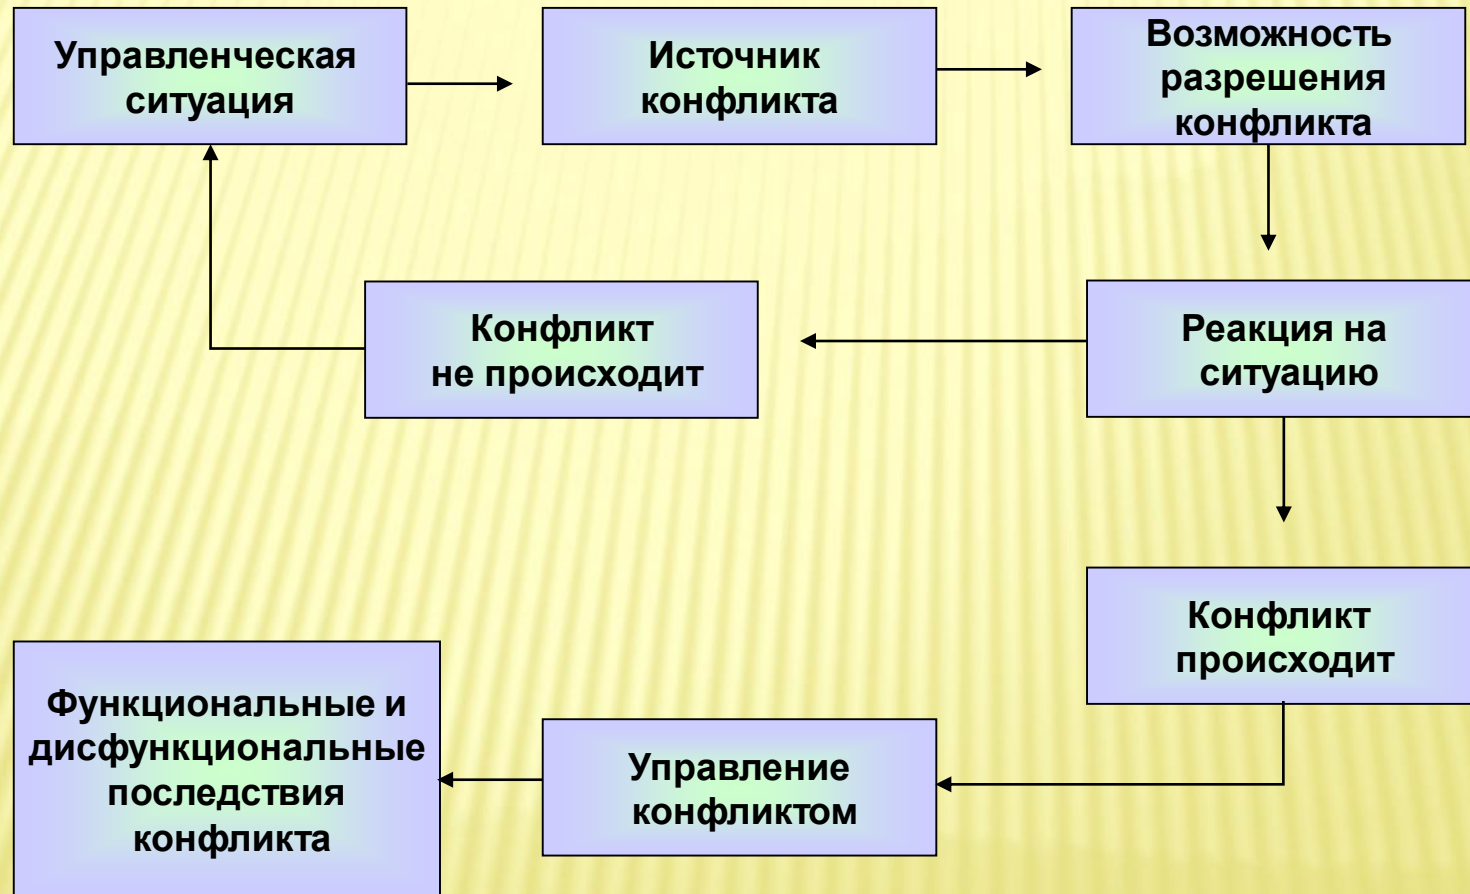 Управленческая
ситуация
Источник
конфликта
Возможность
разрешения
конфликта
Конфликт
не происходит
Реакция на
ситуацию
Конфликт
происходит
Функциональные и
дисфункциональные
последствия
конфликта
Управление
конфликтом